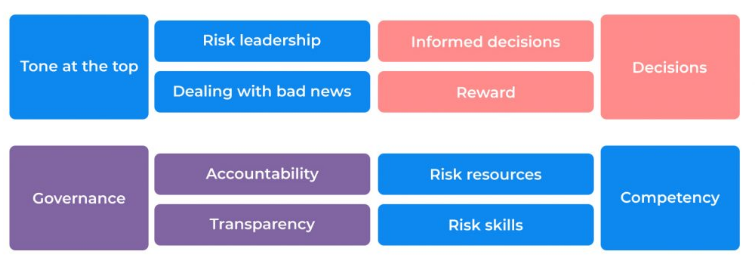 Tone at the top
Risk leadership
Dealing with bad news
Informed decisions
Reward
Decisions
Governance
Accountability
Transparency
Risk resources
Risk skills
Competency